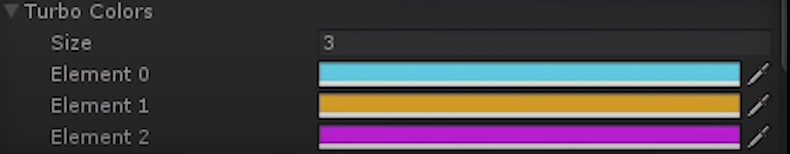 Turbo Colors
Size 3
Element 0
Element 1
Element 2